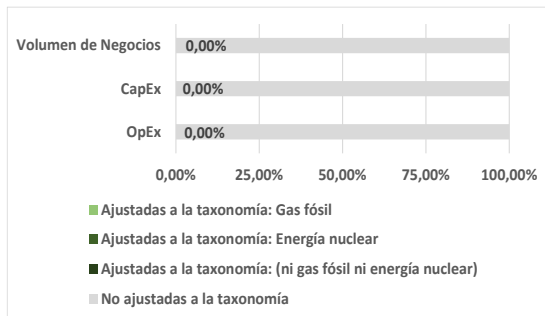 Volumen de Negocios
0,00%
CapEx
0,00%
OpEx
0,00%
0,00% 25,00% 50,00% 75,00% 100,00%
Ajustadas a la taxonomía: Gas fósil
Ajustadas a la taxonomía: Energía nuclear
Ajustadas a la taxonomía: (ni gas fósil ni energía nuclear)
No ajustadas a la taxonomía